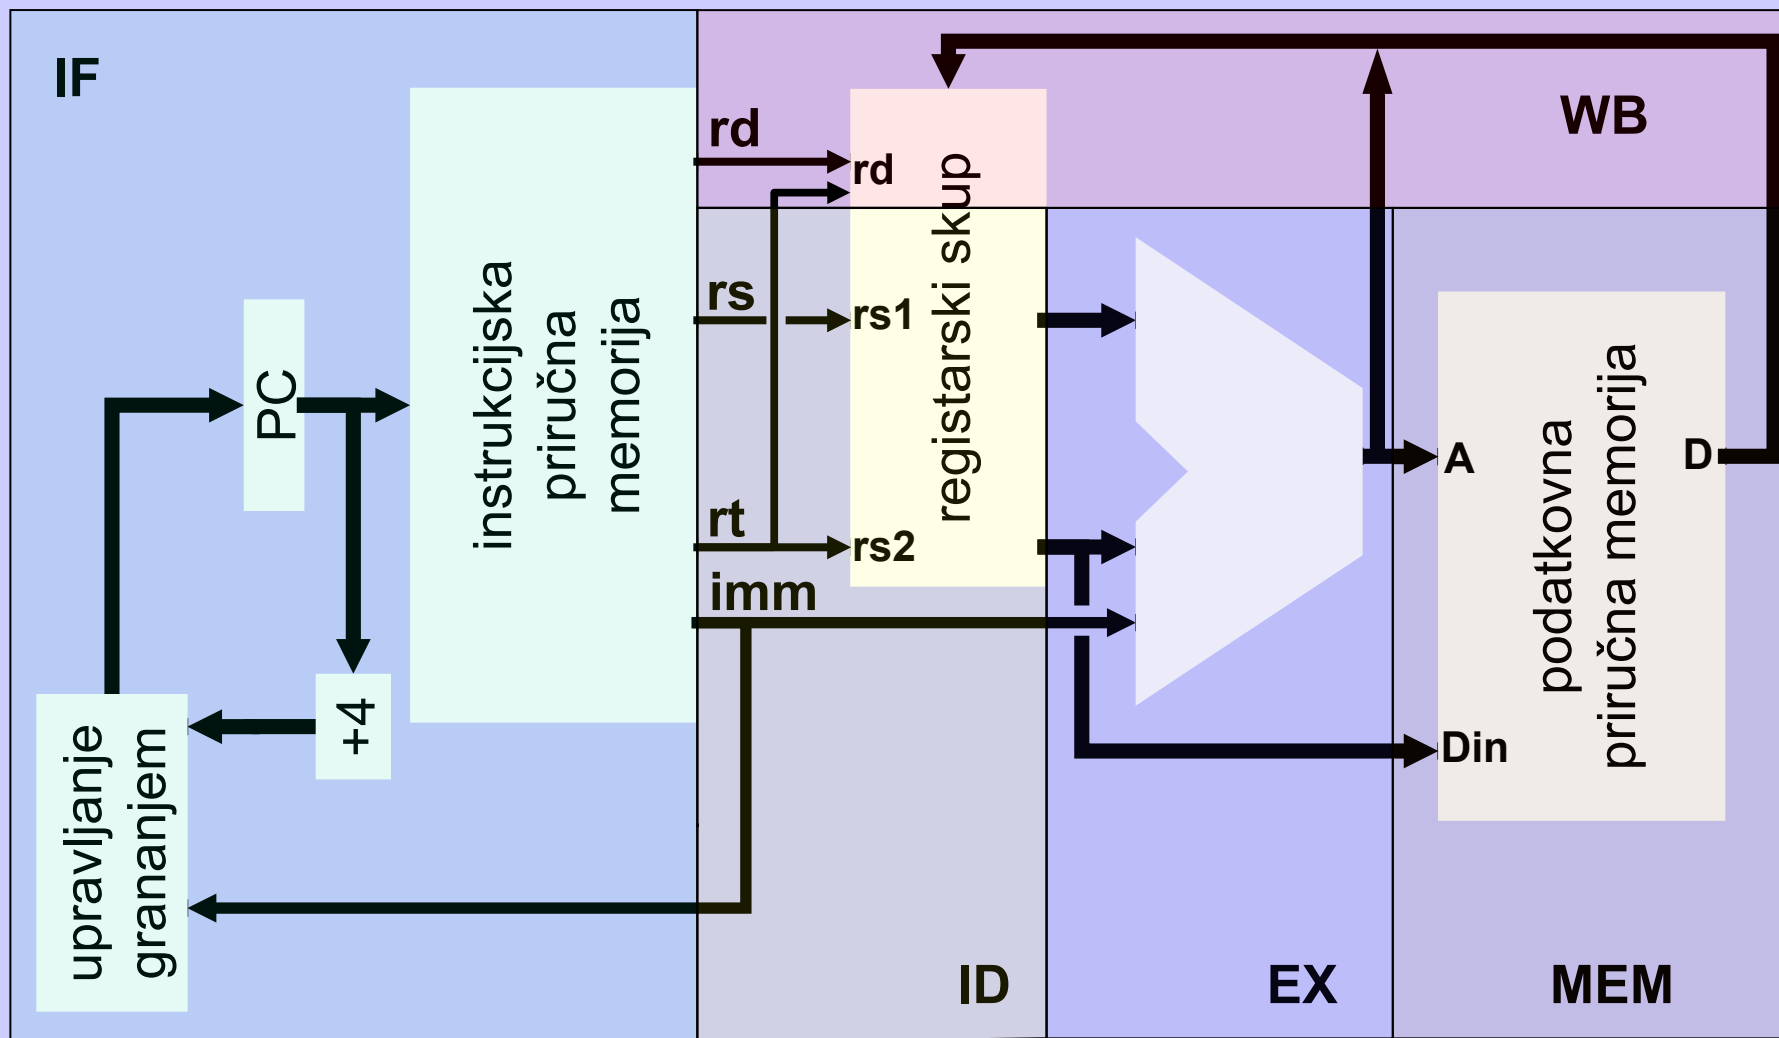 IF
WB
rd
rd
rs
rs1
rt
rs2
imm
PC
+4
instrukcijska
priručna
memorija
registarski skup
upravljanje
grananjem
A
D
Din
podatkovna
priručna memorija
ID
EX
MEM